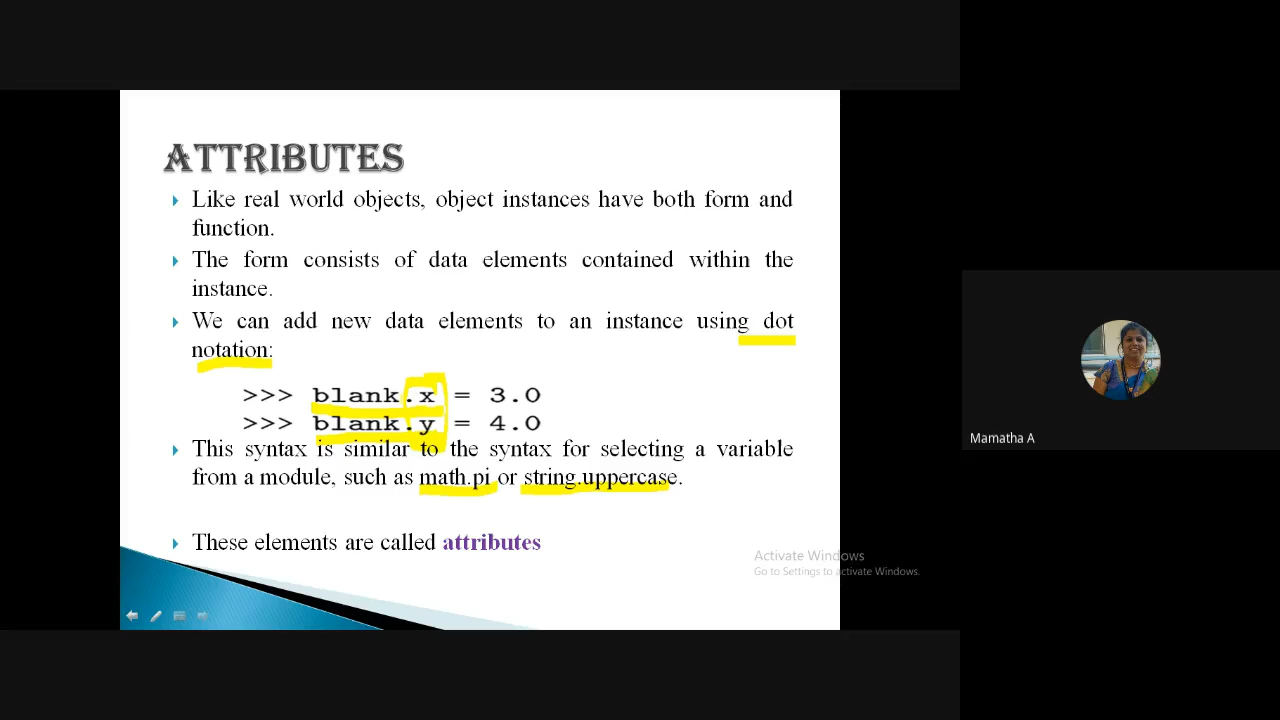 ATTRIBUTES
Like real world objects, object instances have both form and
function.
The form consists of data elements contained within the
instance.
We can add new data elements to an instance using dot
notation:
>>> blank.x = 3.0
>>> blank.y = 4.0
This syntax is similar to the syntax for selecting a variable
from a module, such as math.pi or string.uppercase.
These elements are called attributes
Activate Windows
Go to Settings to activate Windows.
Mamatha A